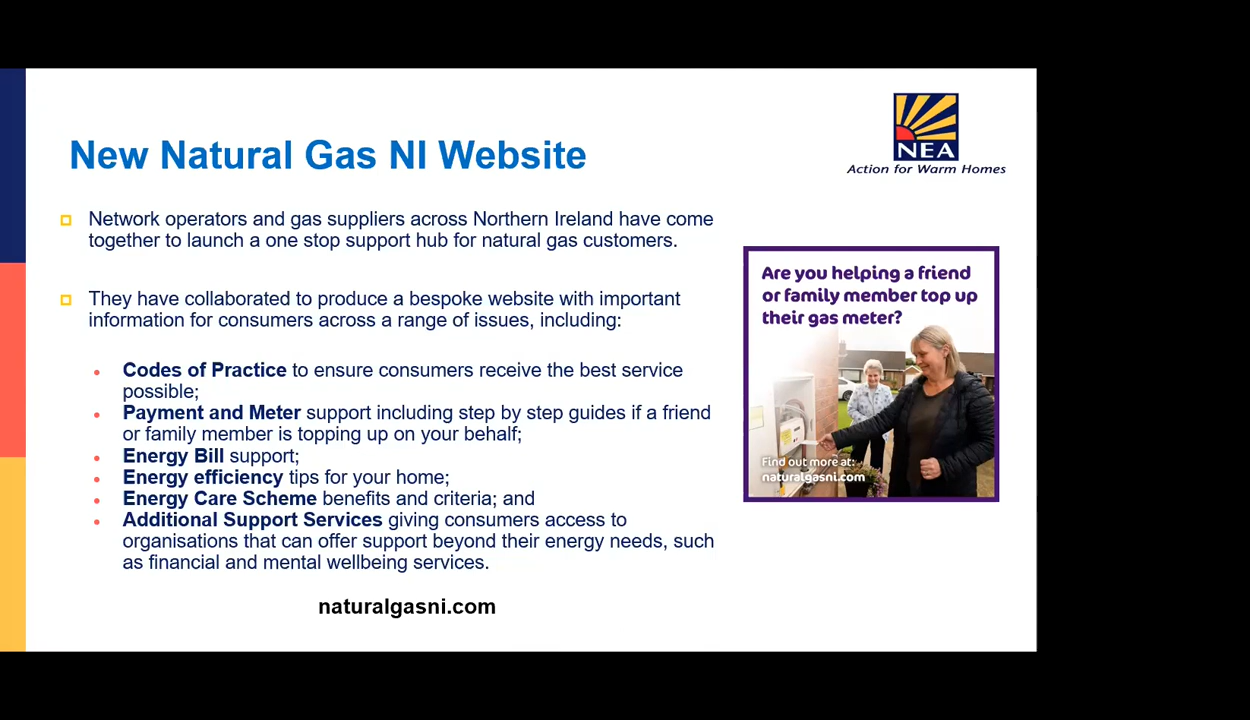 New Natural Gas NI Website
NEA
Action for Warm Homes
Network operators and gas suppliers across Northern Ireland have come
together to launch a one stop support hub for natural gas customers.
They have collaborated to produce a bespoke website with important
information for consumers across a range of issues, including:
Codes of Practice to ensure consumers receive the best service
possible;
Payment and Meter support including step by step guides if a friend
or family member is topping up on your behalf;
Energy Bill support;
Energy efficiency tips for your home;
Energy Care Scheme benefits and criteria; and
Additional Support Services giving consumers access to
organisations that can offer support beyond their energy needs, such
as financial and mental wellbeing services.
naturalgasni.com
Are you helping a friend
or family member top up
their gas meter?
Find out more at:
naturalgasni.com